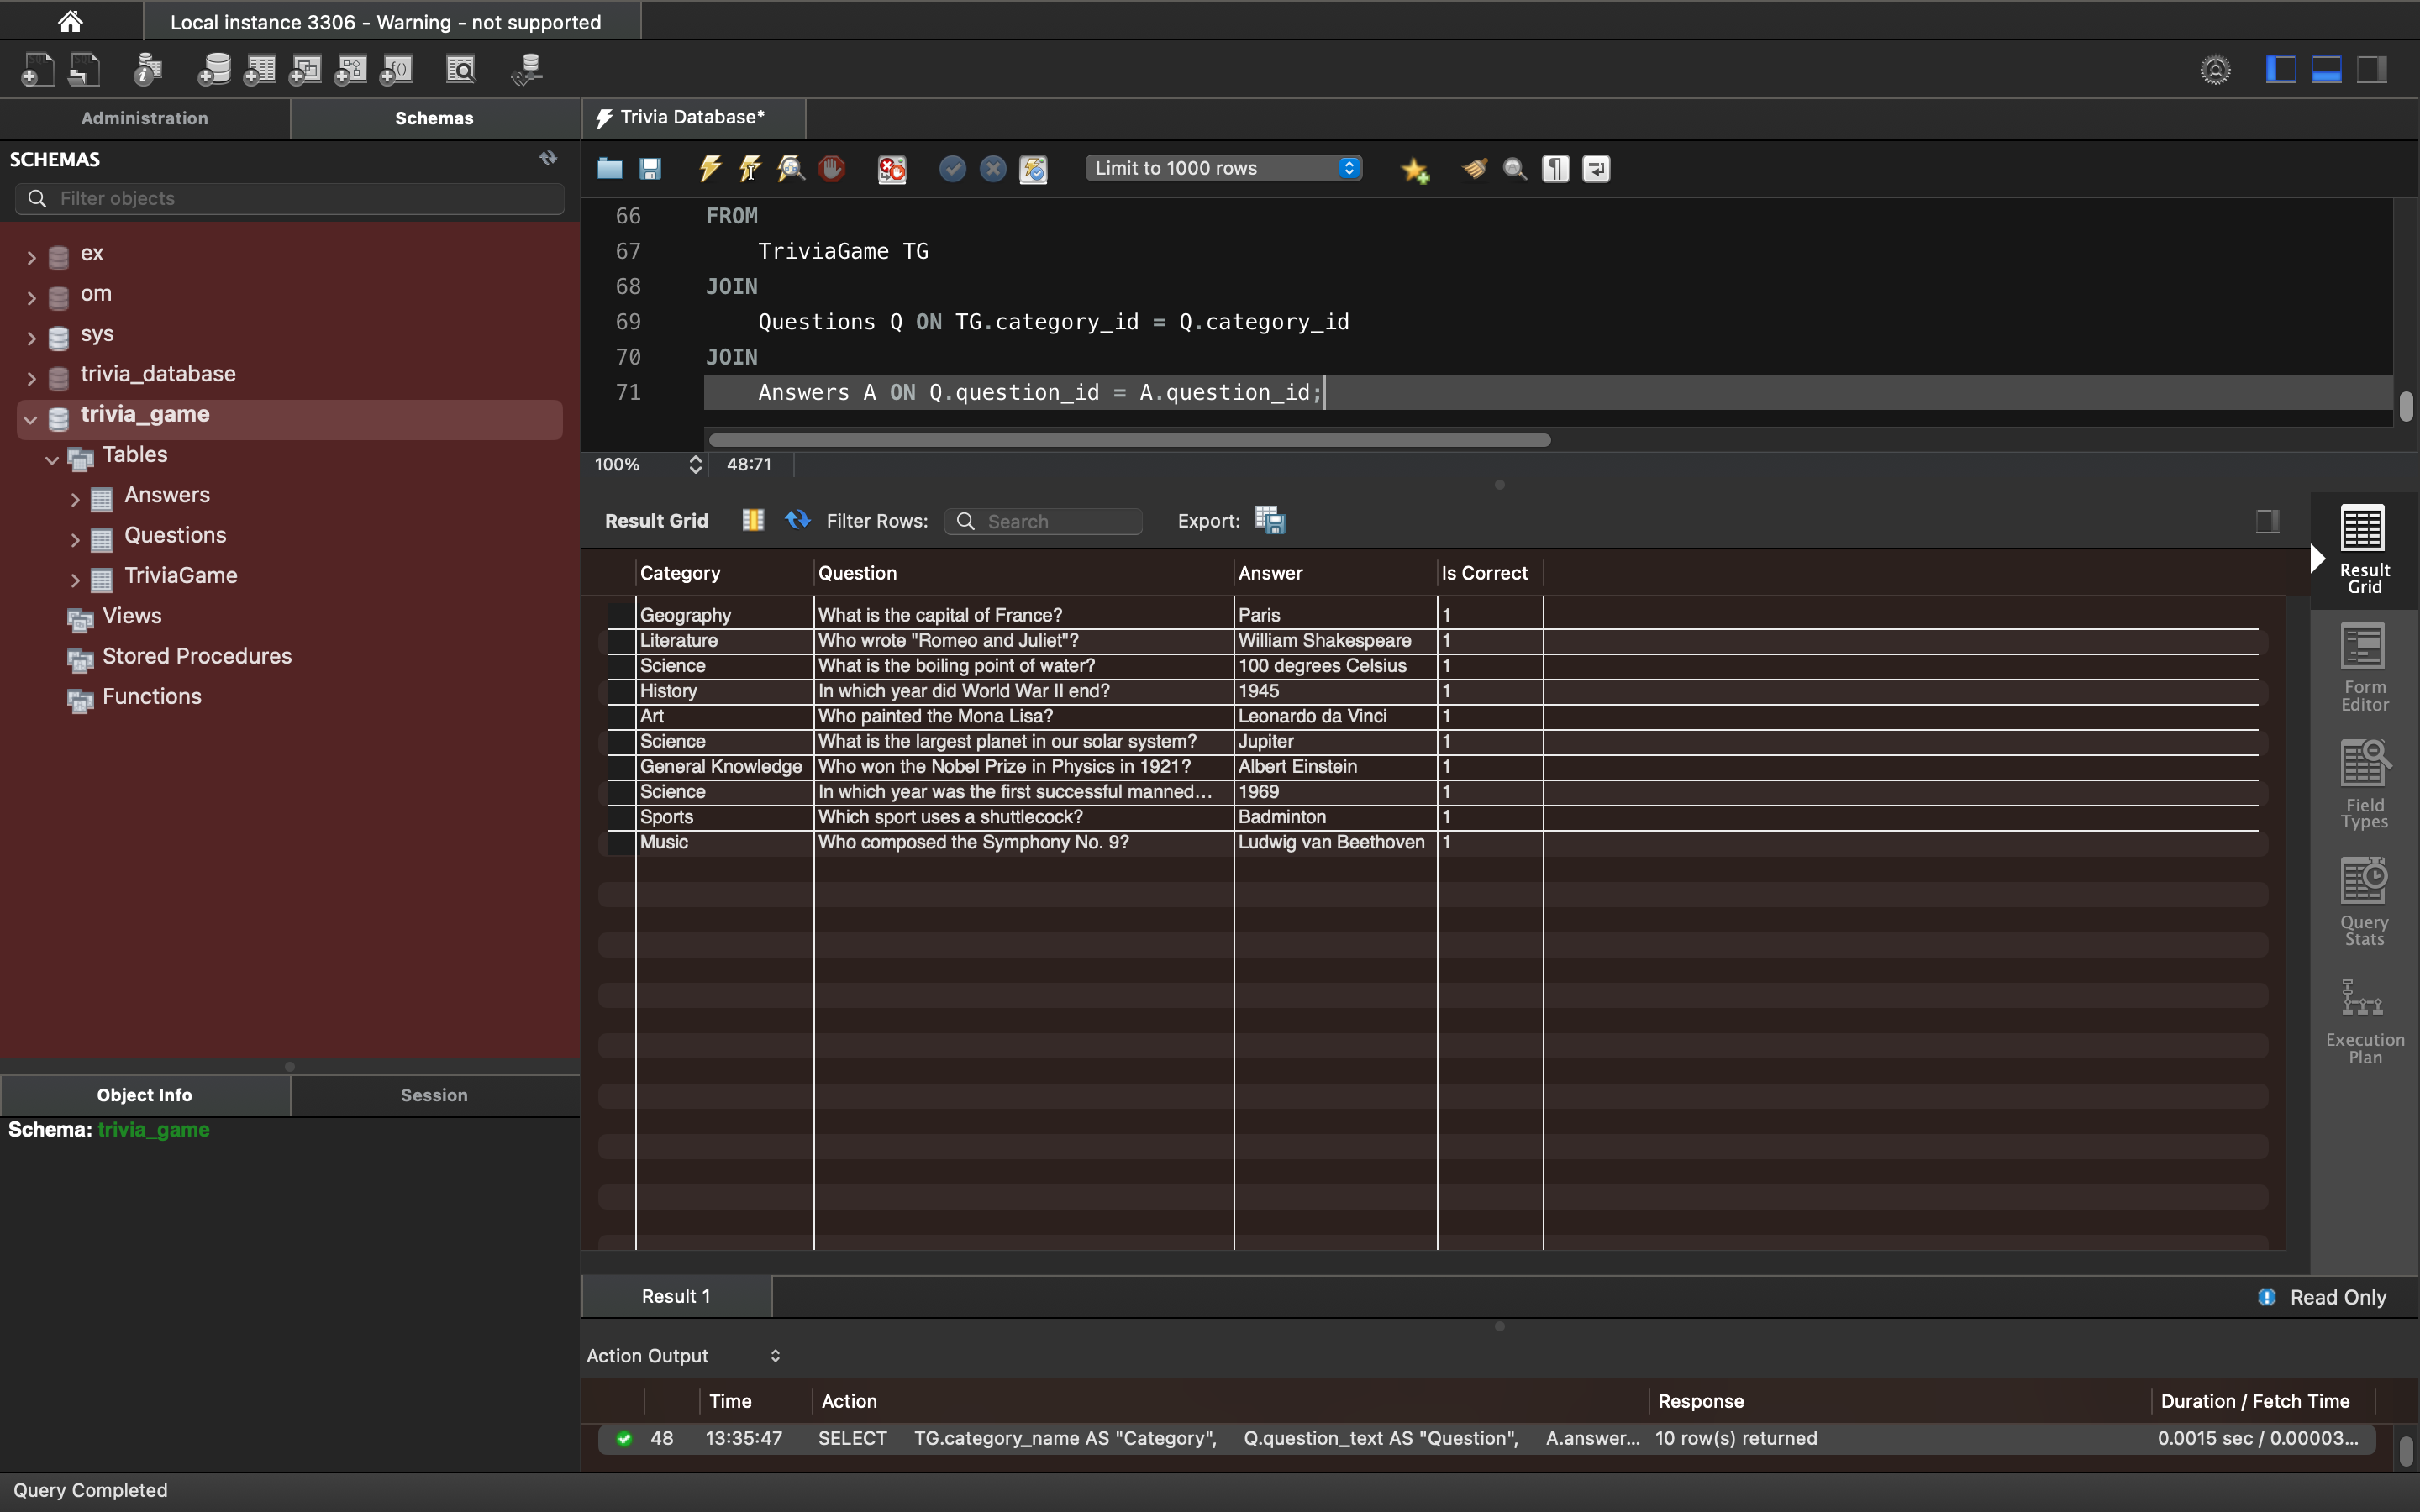 Local instance 3306 - Warning - not supported
Administration
Schemas
Trivia Database*
SCHEMAS
Filter objects
Limit to 1000 rows
ex
om
sys
trivia_database
trivia_game
Tables
Answers
Questions
TriviaGame
Views
Stored Procedures
Functions
66 FROM
67 TriviaGame TG
68 JOIN
69 Questions Q ON TG.category_id = Q.category_id
70 JOIN
71 Answers A ON Q.question_id = A.question_id;
100% 48:71
Result Grid Filter Rows: Search Export:
Category Question Answer Is Correct
Geography What is the capital of France? Paris 1
Literature Who wrote "Romeo and Juliet"? William Shakespeare 1
Science What is the boiling point of water? 100 degrees Celsius 1
History In which year did World War II end? 1945 1
Art Who painted the Mona Lisa? Leonardo da Vinci 1
Science What is the largest planet in our solar system? Jupiter 1
General Knowledge Who won the Nobel Prize in Physics in 1921? Albert Einstein 1
Science In which year was the first successful manned... 1969 1
Sports Which sport uses a shuttlecock? Badminton 1
Music Who composed the Symphony No. 9? Ludwig van Beethoven 1
Result
Grid
Form
Editor
Field
Types
Query
Stats
Execution
Plan
Object Info
Session
Schema: trivia_game
Result 1
Read Only
Action Output
Time Action Response Duration / Fetch Time
48 13:35:47 SELECT TG.category_name AS "Category", Q.question_text AS "Question", A.answer... 10 row(s) returned 0.0015 sec / 0.00003...
Query Completed